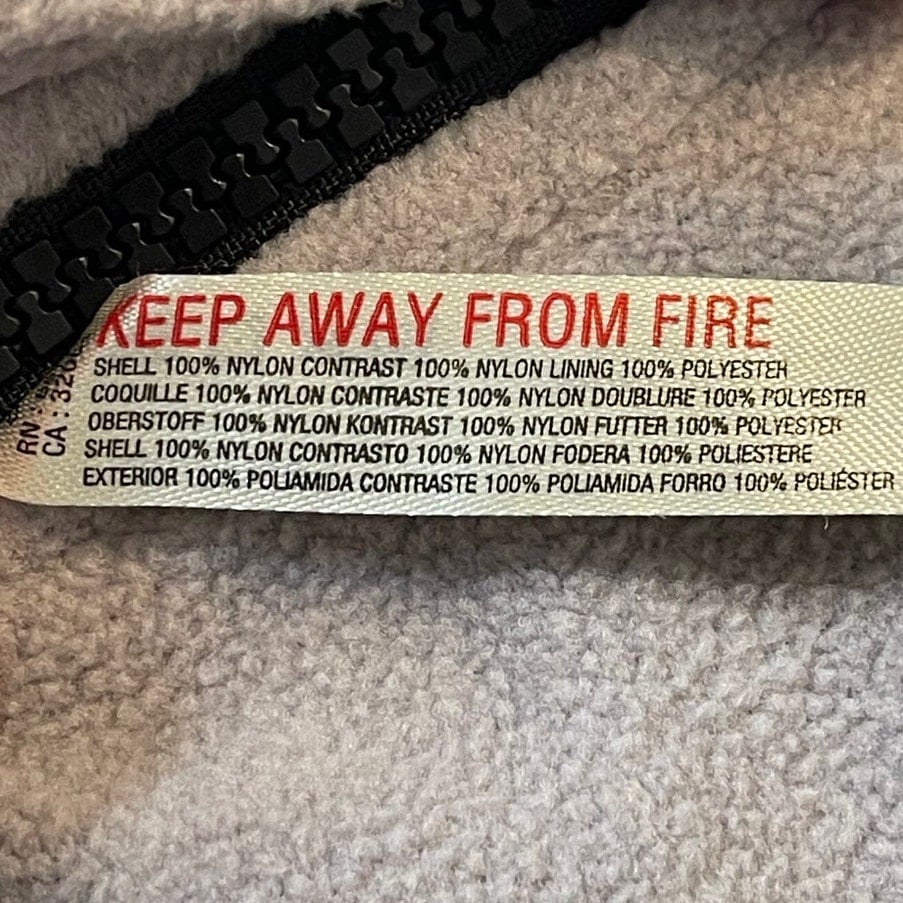 KEEP AWAY FROM FIRE
SHELL 100% NYLON CONTRAST 100% NYLON LINING 100% POLYESTER
COQUILLE 100% NYLON CONTRASTE 100% NYLON DOUBLURE 100% POLYESTER
OBERSTOFF 100% NYLON KONTRAST 100% NYLON FUTTER 100% POLYESTER
SHELL 100% NYLON CONTRASTO 100% NYLON FODERA 100% POLIESTERE
EXTERIOR 100% POLIAMIDA CONTRASTE 100% POLIAMIDA FORRO 100% POLIÉSTER
RN :
CA :